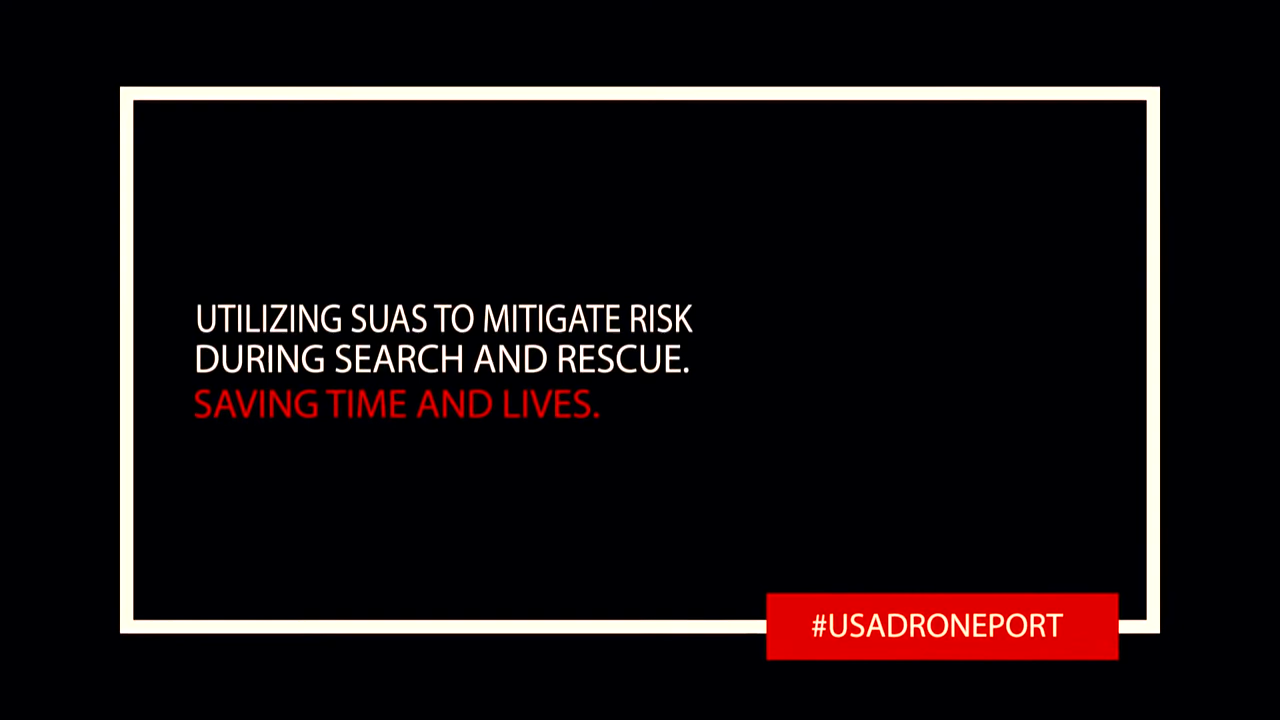 UTILIZING SUAS TO MITIGATE RISK
DURING SEARCH AND RESCUE.
SAVING TIME AND LIVES.
#USADRONEPORT